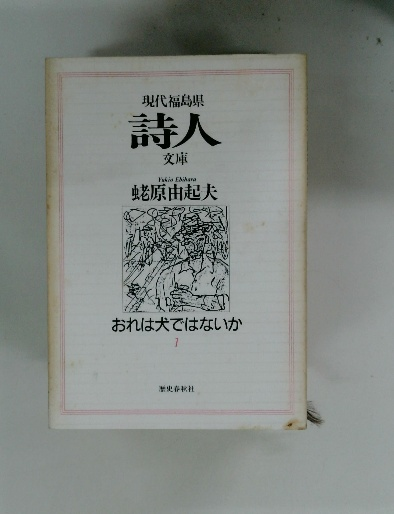 現代福島県
詩人
文庫
Yukio Ebihara
蛯原由起夫
おれは犬ではないか
1
歴史春秋社